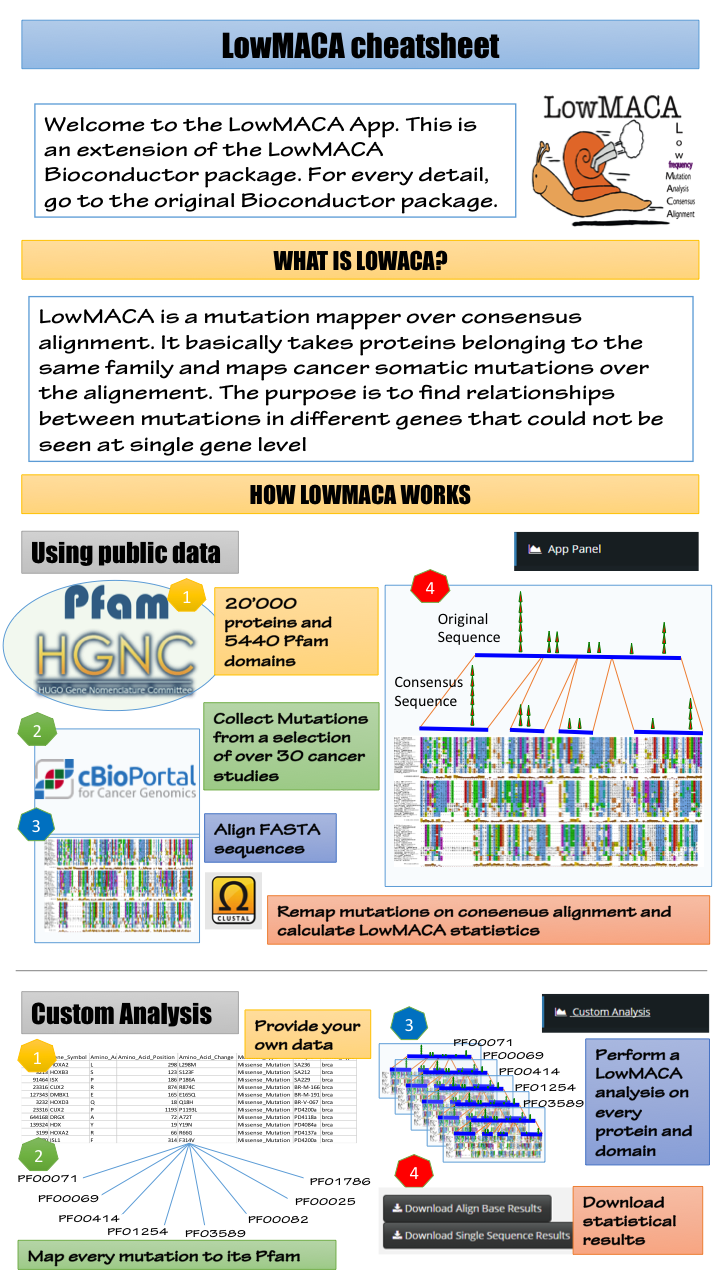 LowMACA cheatsheet
Welcome to the LowMACA App. This is
an extension of the LowMACA
Bioconductor package. For every detail,
go to the original Bioconductor package.
LowMACA
L
o
w
frequency
Mutation
Analysis
Consensus
Alignment
WHAT IS LOWACA?
LowMACA is a mutation mapper over consensus
alignment. It basically takes proteins belonging to the
same family and maps cancer somatic mutations over
the alignement. The purpose is to find relationships
between mutations in different genes that could not be
seen at single gene level
HOW LOWMACA WORKS
Using public data
App Panel
1
Pfam
HGNC
HUGO Gene Nomenclature Committee
20'000
proteins and
5440 Pfam
domains
2
cBioPortal
for Cancer Genomics
Collect Mutations
from a selection
of over 30 cancer
studies
3
Align FASTA
sequences
CLUSTAL
4
Original
Sequence
Consensus
Sequence
Remap mutations on consensus alignment and
calculate LowMACA statistics
Custom Analysis
Custom Analysis
Provide your
own data
1
ene_Symbol Amino_Ac Amino_Acid_Position Amino_Acid_Change
HOXA2 L 298 L298M Missense_Mutation SA236 brca
HOXB3 S 123 S123F Missense_Mutation SA212 brca
91464 ISX P 186 P186A Missense_Mutation SA229 brca
23316 CUX2 R 874 R874C Missense_Mutation BR-M-166 brca
127343 DMBX1 E 165 E165Q Missense_Mutation BR-M-191 brca
3232 HOXD3 Q 18 Q18H Missense_Mutation BR-V-067 brca
23316 CUX2 P 1193 P1193L Missense_Mutation PD4200a brca
644168 DRGX A 72 A72T Missense_Mutation PD4118a brca
139324 HDX Y 19 Y19N Missense_Mutation PD4084a brca
3199 HOXA2 R 66 R66G Missense_Mutation PD4137a brca
ISL1 F 314 F314V Missense_Mutation PD4200a brca
2
PF00071
PF00069
PF00414
PF01254
PF03589
PF00082
PF00025
PF01786
Map every mutation to its Pfam
3
PF00071
PF00069
PF00414
PF01254
PF03589
Perform a
LowMACA
analysis on
every
protein and
domain
4
Download Align Base Results
Download Single Sequence Results
Download
statistical
results